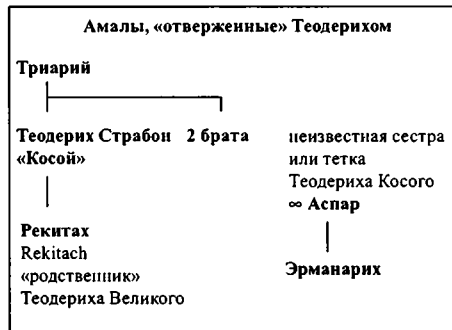 Амалы, «отверженные» Теодерихом
Триарий
Теодерих Страбон 2 брата
«Косой»
неизвестная сестра
или тетка
Теодериха Косого
∞ Аспар
Рекитах
Rekitach
«родственник»
Теодериха Великого
Эрманарих